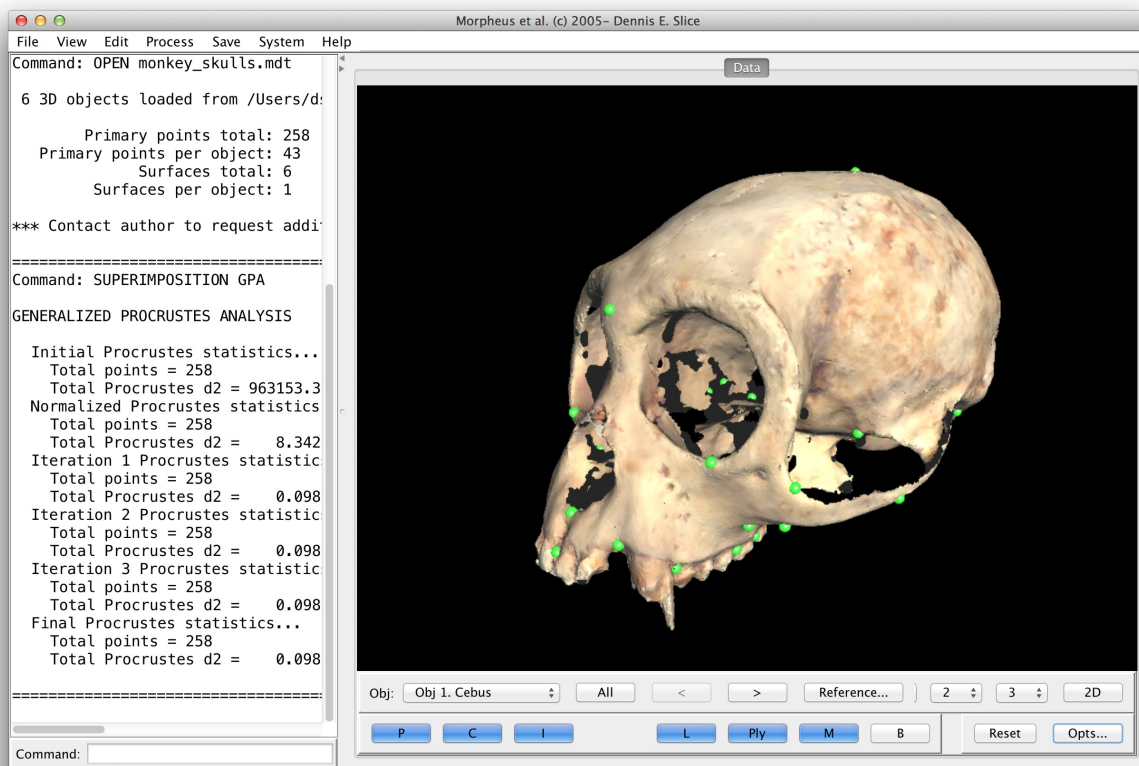 Morpheus et al. (c) 2005– Dennis E. Slice
File View Edit Process Save System Help
Command: OPEN monkey_skulls.mdt
6 3D objects loaded from /Users/d
Primary points total: 258
Primary points per object: 43
Surfaces total: 6
Surfaces per object: 1
*** Contact author to request addi
======================================
Command: SUPERIMPOSITION GPA
GENERALIZED PROCRUSTES ANALYSIS
Initial Procrustes statistics...
Total points = 258
Total Procrustes d2 = 963153.3
Normalized Procrustes statistics
Total points = 258
Total Procrustes d2 = 8.342
Iteration 1 Procrustes statistic
Total points = 258
Total Procrustes d2 = 0.098
Iteration 2 Procrustes statistic
Total points = 258
Total Procrustes d2 = 0.098
Iteration 3 Procrustes statistic
Total points = 258
Total Procrustes d2 = 0.098
Final Procrustes statistics...
Total points = 258
Total Procrustes d2 = 0.098
======================================
Command:
Data
Obj: Obj 1. Cebus All < > Reference... ) 2 3 2D
P C I L Ply M B Reset Opts...